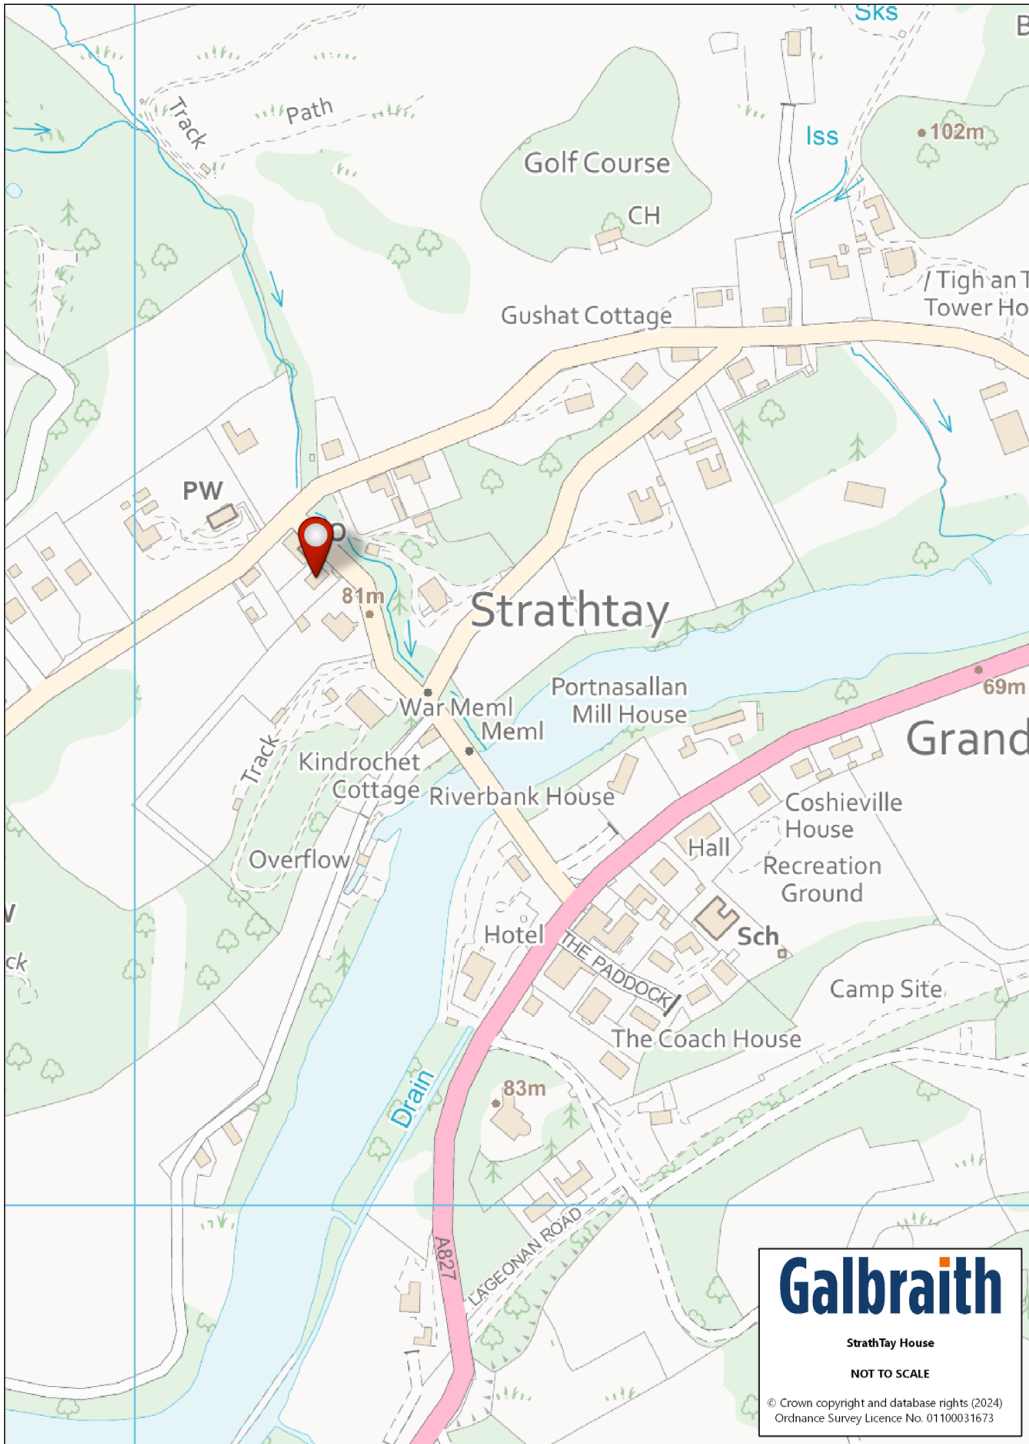 Sks
B
Track
Path
Iss
102m
Golf Course
CH
Tigh an T
Tower Ho
Gushat Cottage
PW
O
81m
Strathtay
69m
Portnasallan
Mill House
War Meml
Meml
Grand
Track
Kindrochet
Cottage
Riverbank House
Coshieville
House
Hall
Recreation
Ground
Overflow
Hotel
Sch
THE PADDOCK
ck
Camp Site
The Coach House
Drain
83m
LAGEONAN ROAD
A827
Galbraith
StrathTay House
NOT TO SCALE
© Crown copyright and database rights (2024)
Ordnance Survey Licence No. 01100031673